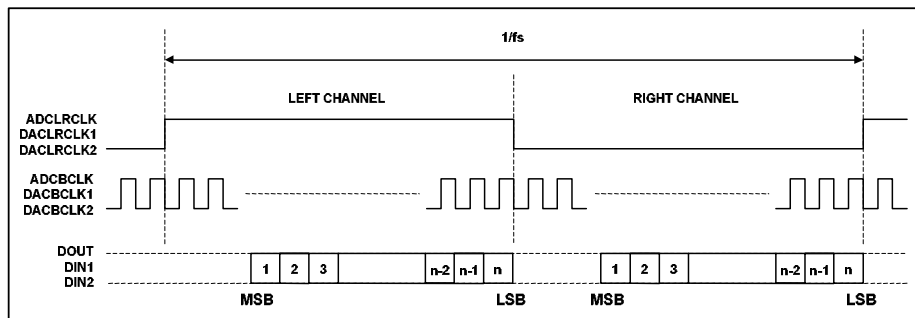 1/fs
LEFT CHANNEL RIGHT CHANNEL
ADCLRCLK
DACLRCLK1
DACLRCLK2
ADCBCLK
DACBCLK1
DACBCLK2
DOUT
DIN1
DIN2
1 2 3 n-2 n-1 n 1 2 3 n-2 n-1 n
MSB LSB MSB LSB